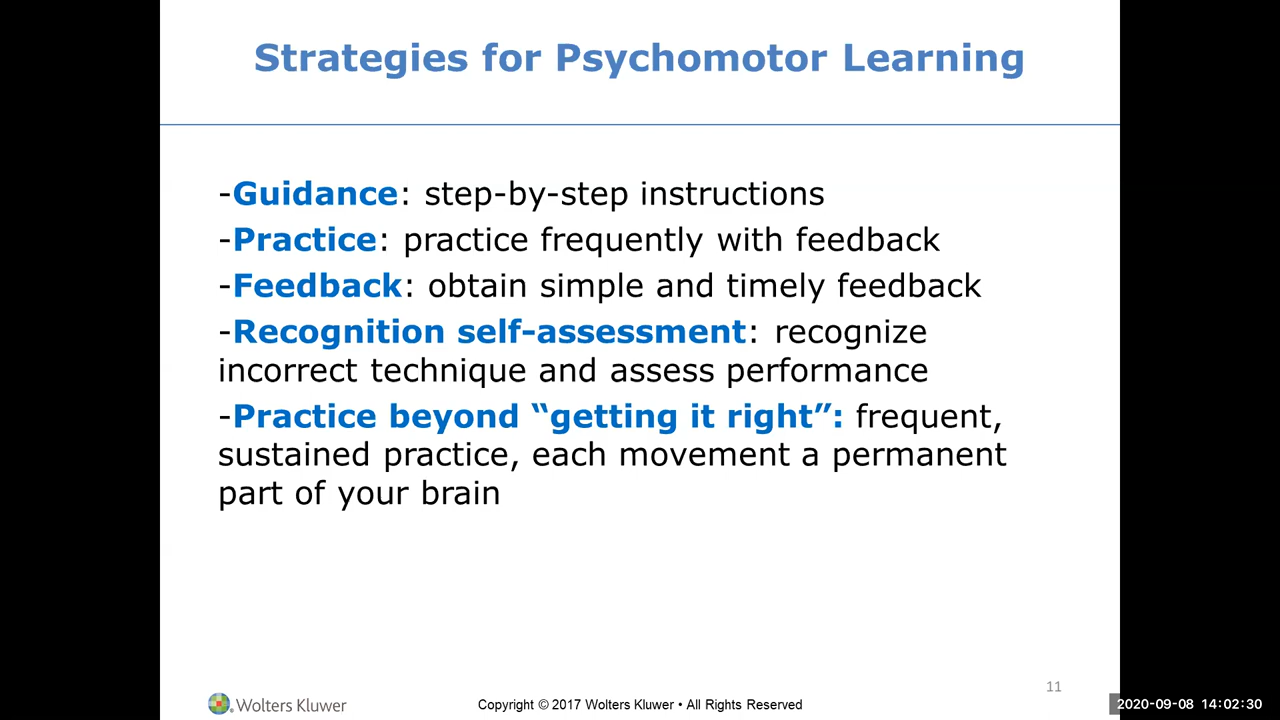 Strategies for Psychomotor Learning
-Guidance: step-by-step instructions
-Practice: practice frequently with feedback
-Feedback: obtain simple and timely feedback
-Recognition self-assessment: recognize
incorrect technique and assess performance
-Practice beyond “getting it right”: frequent,
sustained practice, each movement a permanent
part of your brain
11
Wolters Kluwer
Copyright © 2017 Wolters Kluwer • All Rights Reserved
2020-09-08 14:02:30